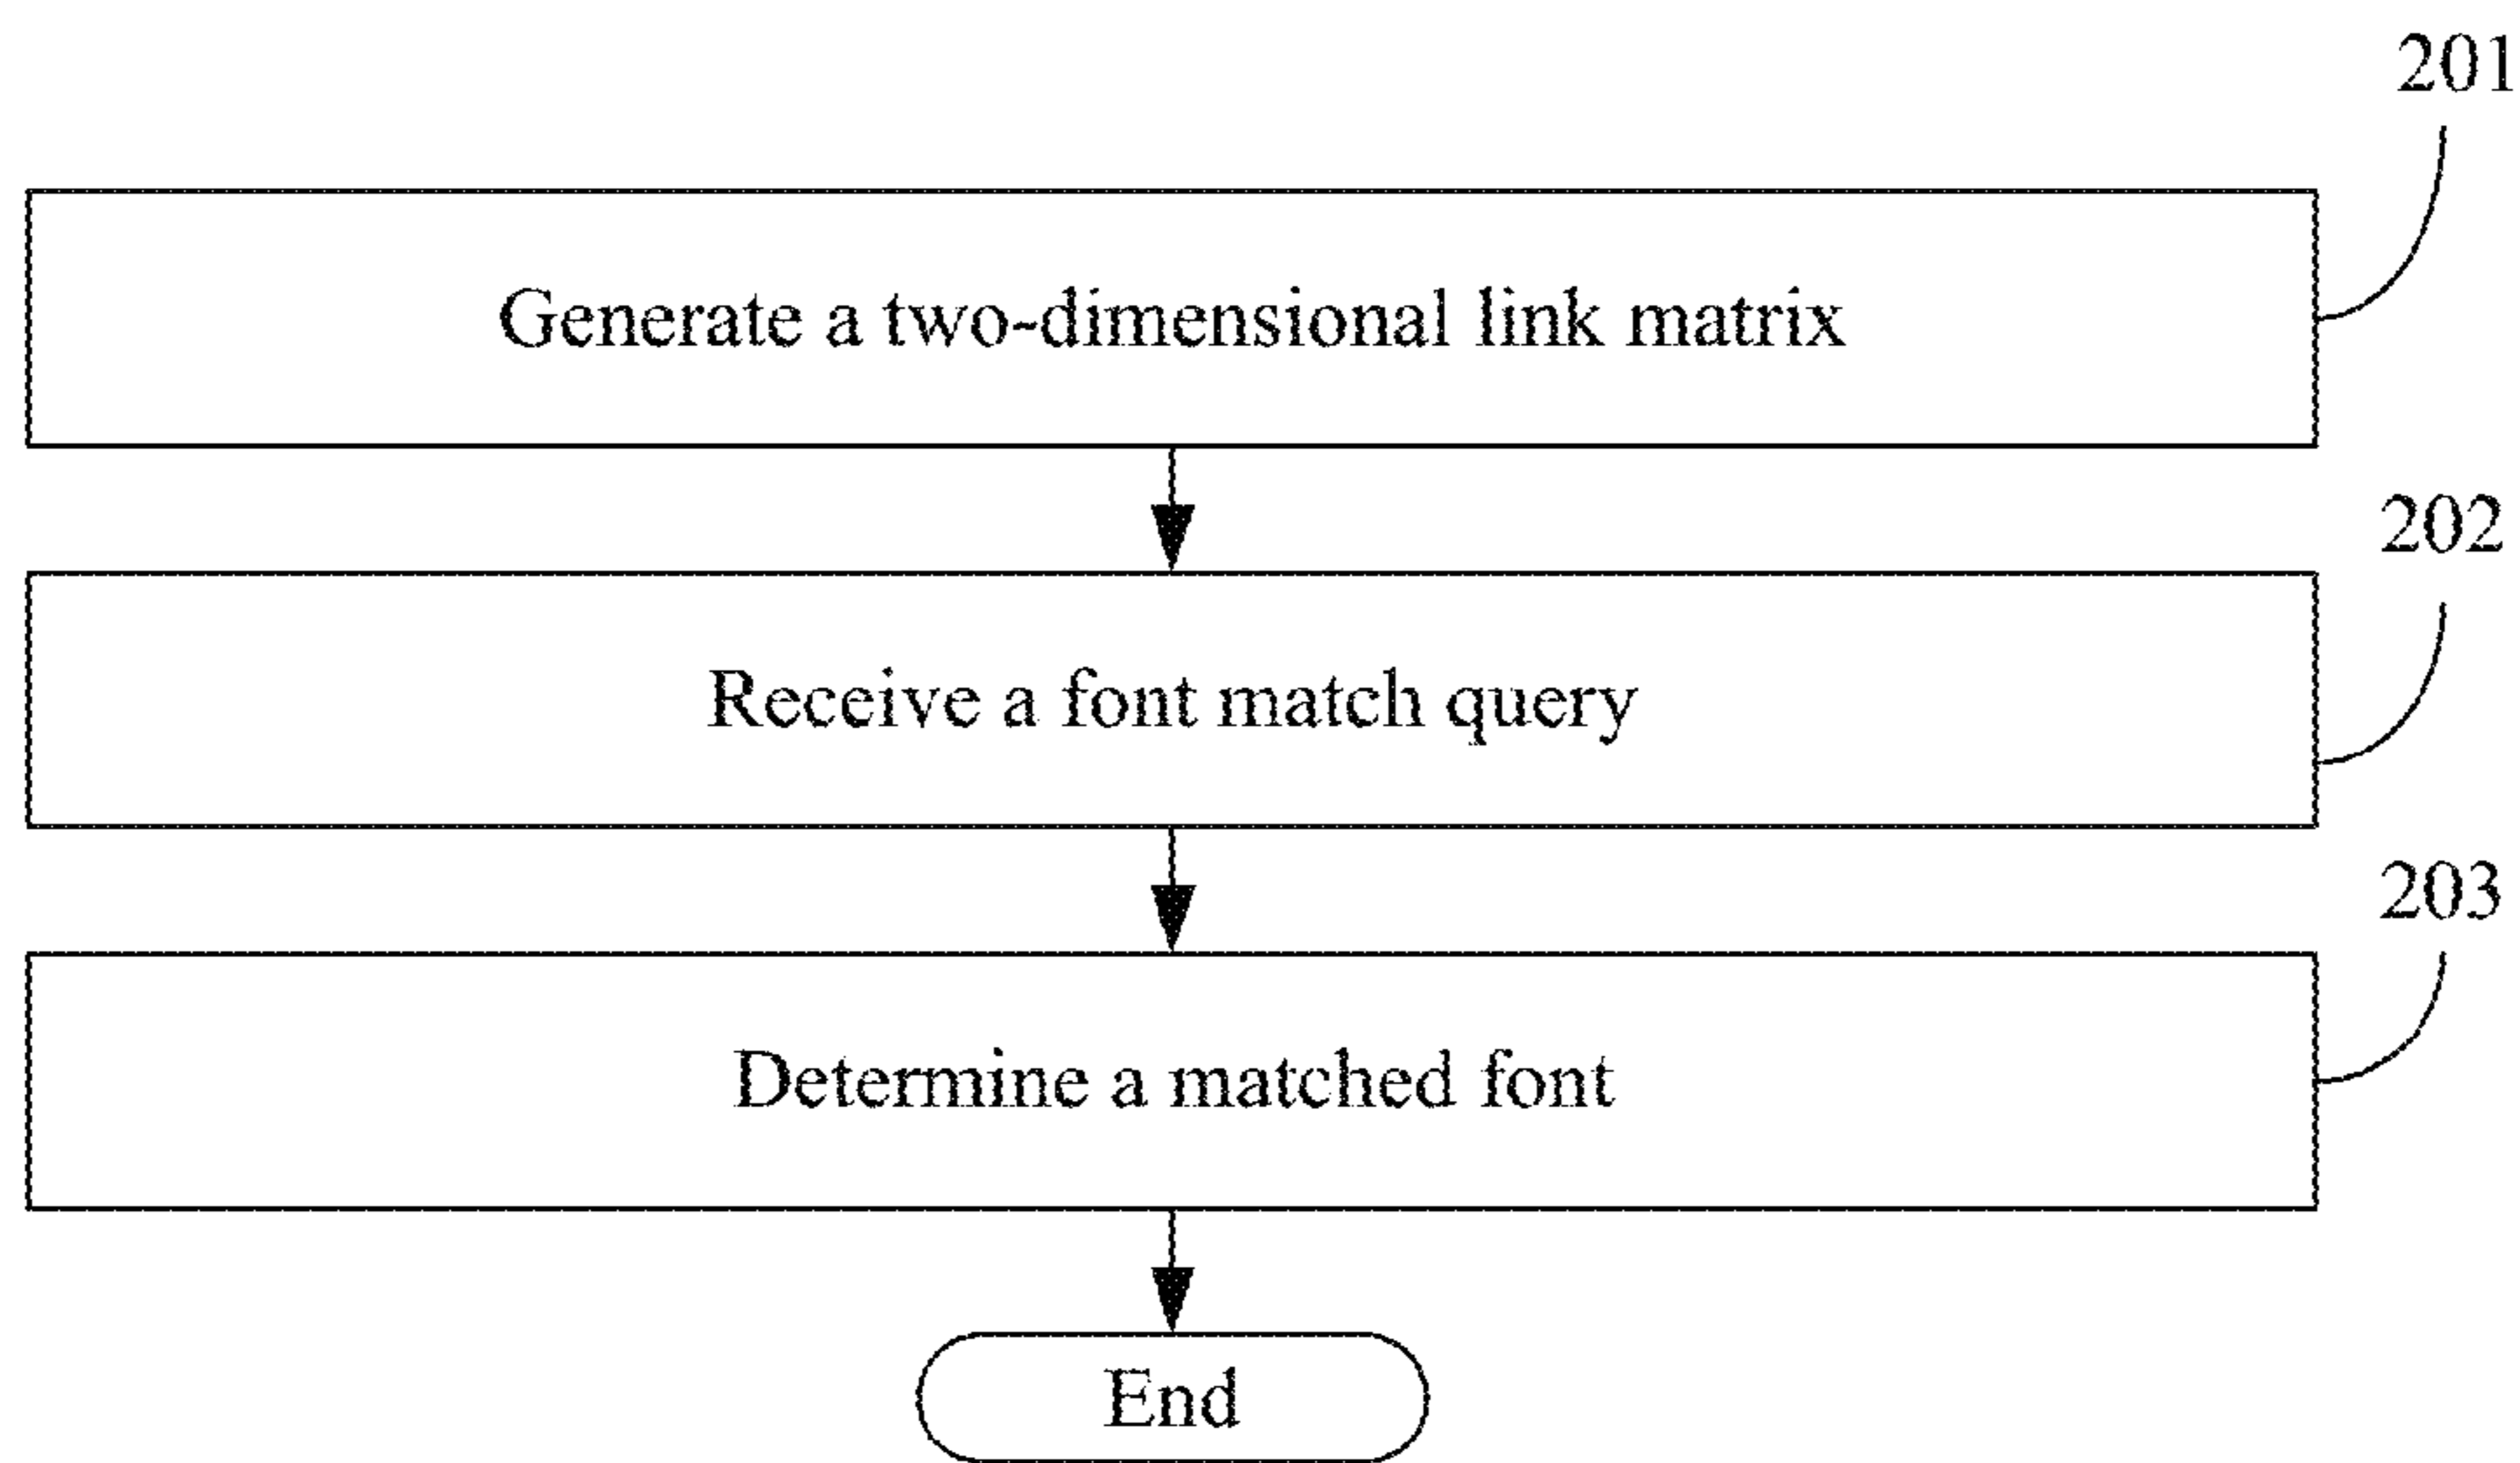 201
Generate a two-dimensional link matrix
202
Receive a font match query
203
Determine a matched font
End